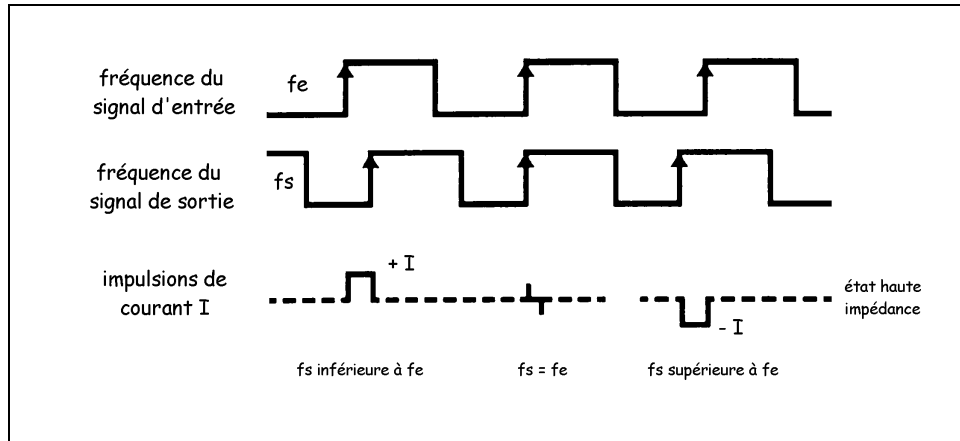 fréquence du
signal d'entrée
fe
fréquence du
signal de sortie
fs
impulsions de
courant I
+ I
- I
état haute
impédance
fs inférieure à fe
fs = fe
fs supérieure à fe